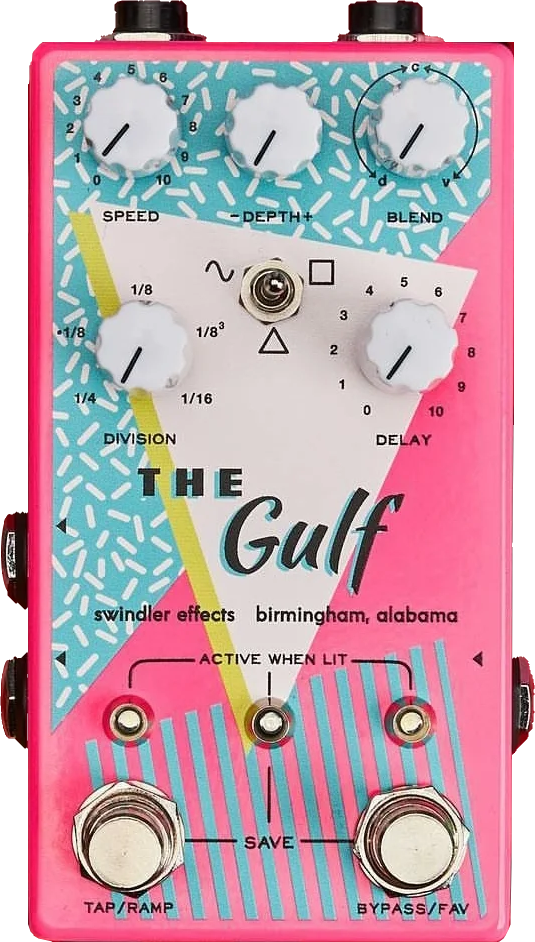 0 1 2 3 4 5 6 7 8 9 10
c
d v
SPEED -DEPTH+ BLEND
1/4 •1/8 1/8 1/8³ 1/16
0 1 2 3 4 5 6 7 8 9 10
DIVISION DELAY
THE
Gulf
swindler effects birmingham, alabama
ACTIVE WHEN LIT
SAVE
TAP/RAMP BYPASS/FAV